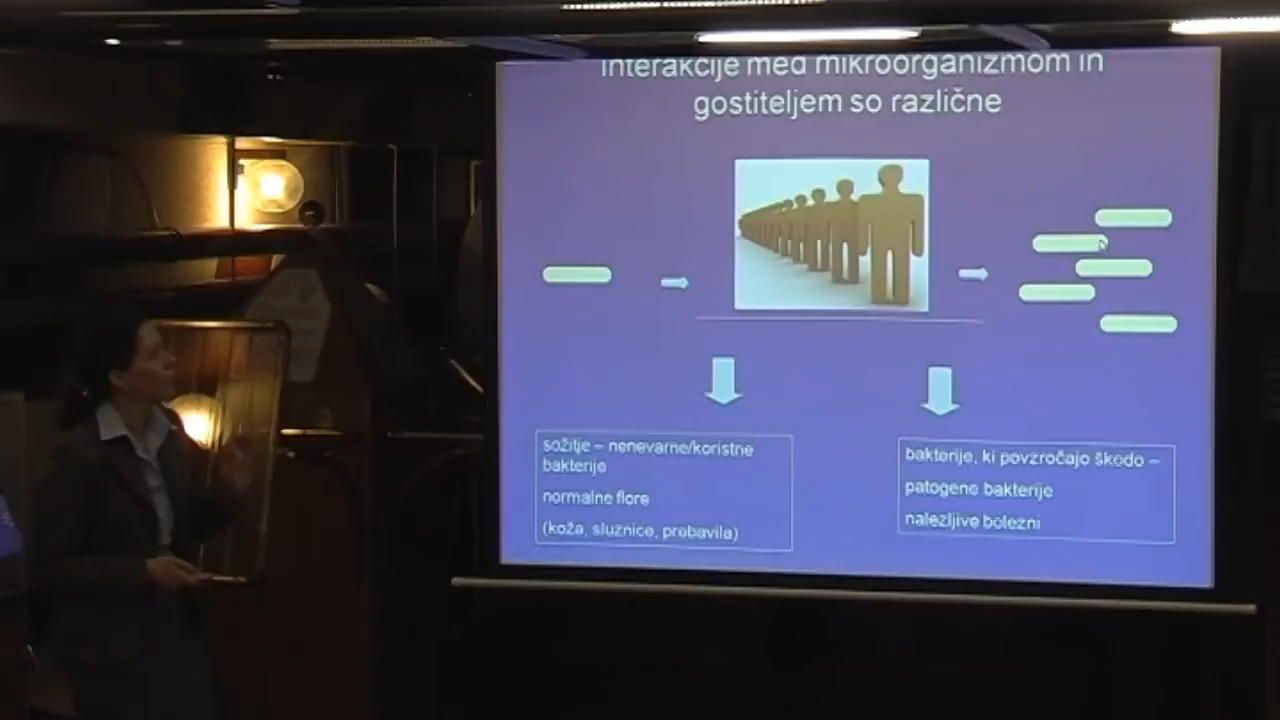 Interakcije med mikroorganizmom in
gostiteljem so različne
sožitje – nenevarne/koristne
bakterije
normalne flore
(koža, sluznice, prebavila)
bakterije, ki povzročajo škodo –
patogene bakterije
nalezljive bolezni